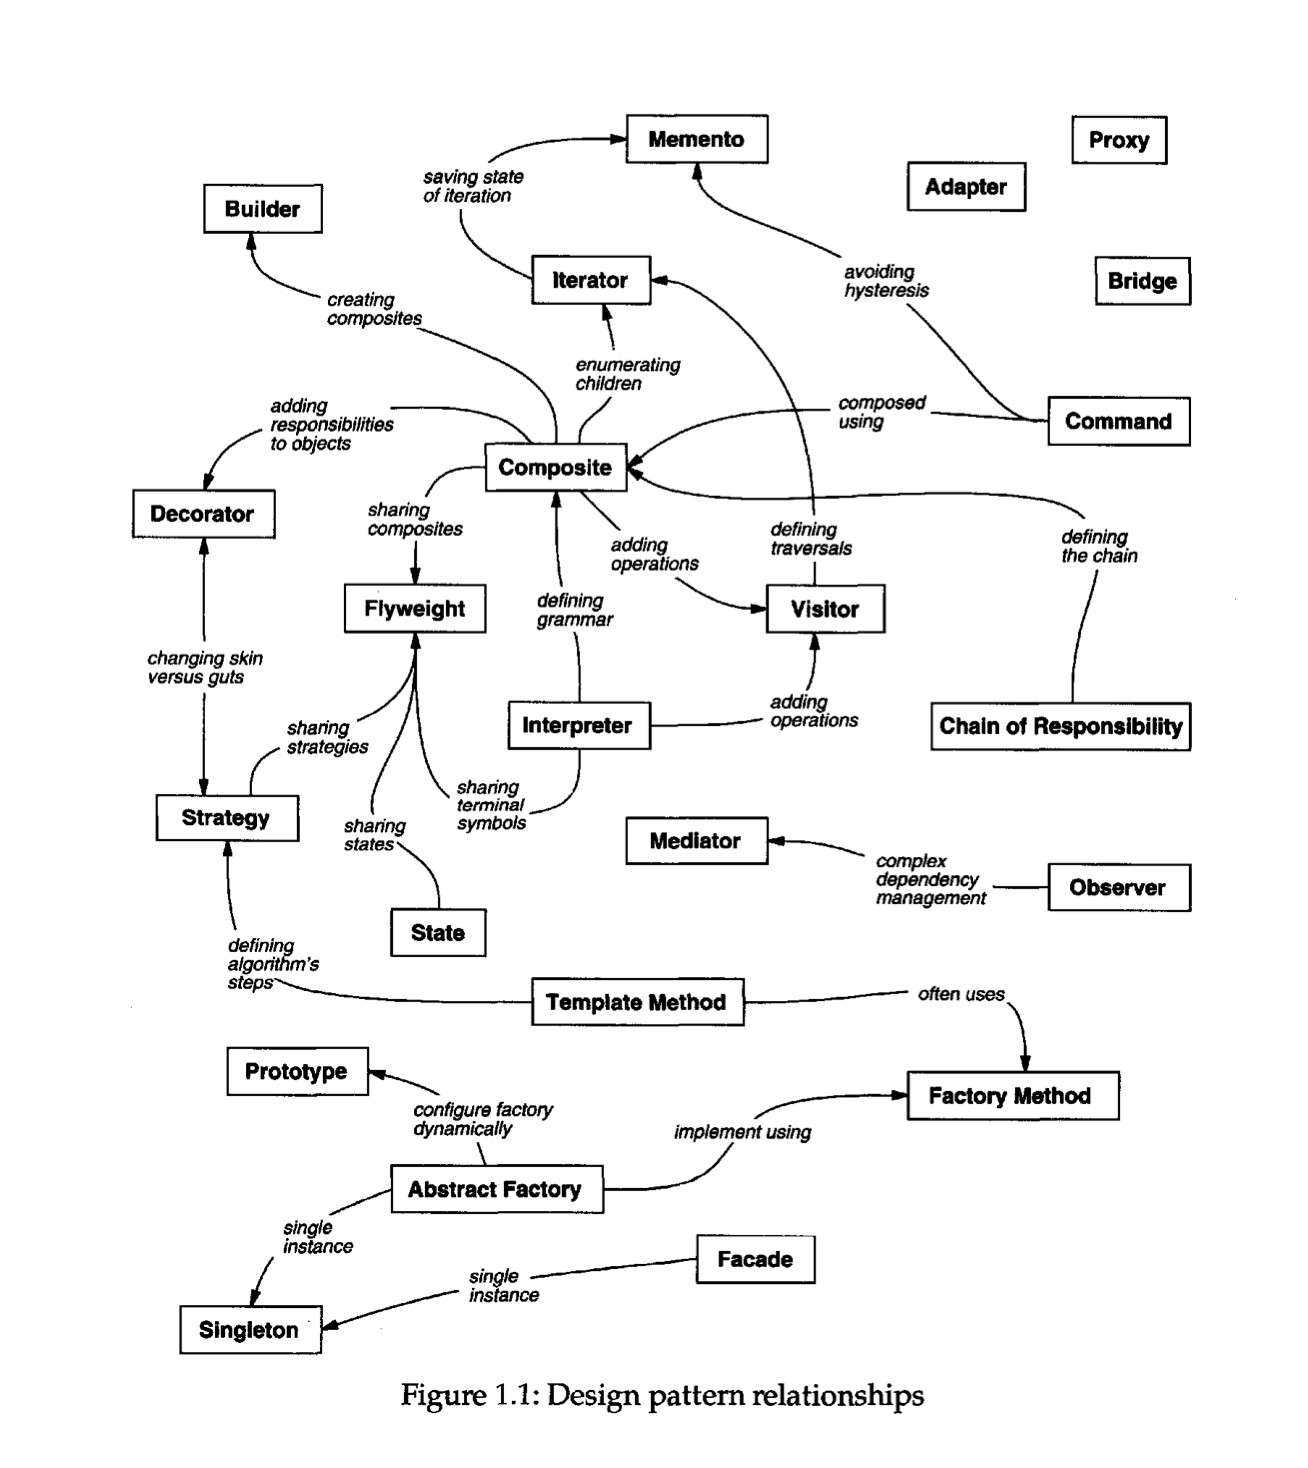 Memento
Proxy
Adapter
saving state
of iteration
Builder
Iterator
avoiding
hysteresis
Bridge
creating
composites
enumerating
children
adding
responsibilities
to objects
composed
using
Command
Composite
Decorator
sharing
composites
adding
operations
defining
traversals
defining
the chain
Flyweight
defining
grammar
Visitor
changing skin
versus guts
sharing
strategies
Interpreter
adding
operations
Chain of Responsibility
sharing
terminal
symbols
Strategy
sharing
states
Mediator
complex
dependency
management
Observer
State
defining
algorithm's
steps
Template Method
often uses
Prototype
Factory Method
configure factory
dynamically
implement using
Abstract Factory
single
instance
Facade
single
instance
Singleton
Figure 1.1: Design pattern relationships